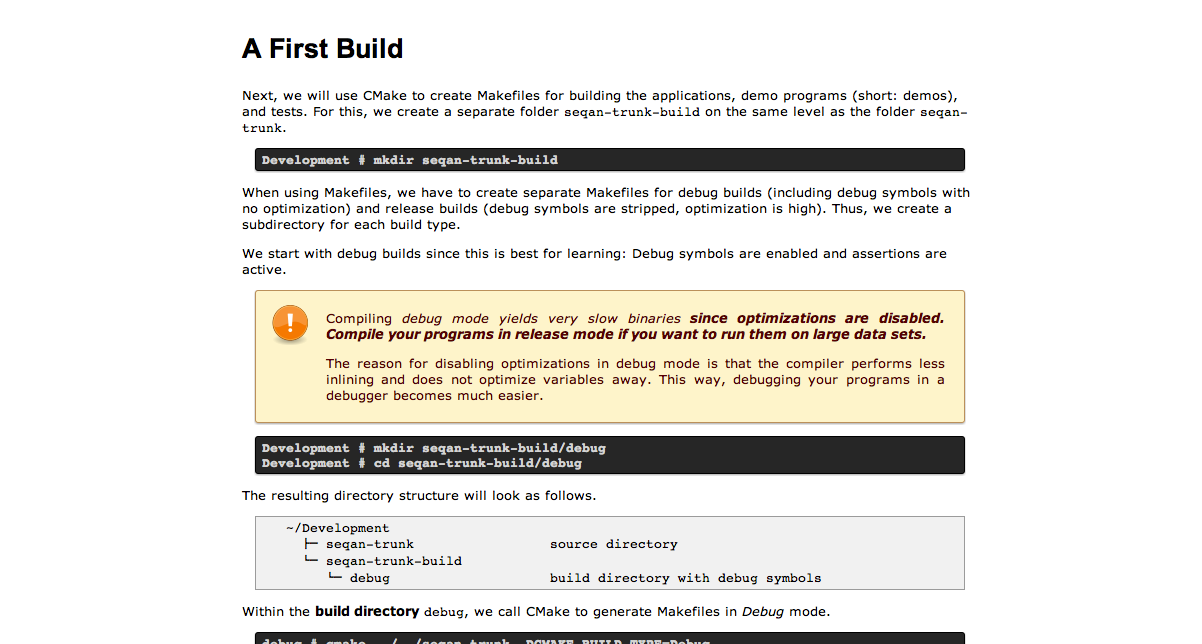 A First Build
Next, we will use CMake to create Makefiles for building the applications, demo programs (short: demos),
and tests. For this, we create a separate folder seqan-trunk-build on the same level as the folder seqan-
trunk.
Development # mkdir seqan-trunk-build
When using Makefiles, we have to create separate Makefiles for debug builds (including debug symbols with
no optimization) and release builds (debug symbols are stripped, optimization is high). Thus, we create a
subdirectory for each build type.
We start with debug builds since this is best for learning: Debug symbols are enabled and assertions are
active.
Compiling debug mode yields very slow binaries since optimizations are disabled.
Compile your programs in release mode if you want to run them on large data sets.
The reason for disabling optimizations in debug mode is that the compiler performs less
inlining and does not optimize variables away. This way, debugging your programs in a
debugger becomes much easier.
Development # mkdir seqan-trunk-build/debug
Development # cd seqan-trunk-build/debug
The resulting directory structure will look as follows.
~/Development
├─ seqan-trunk source directory
└─ seqan-trunk-build
└─ debug build directory with debug symbols
Within the build directory debug, we call CMake to generate Makefiles in Debug mode.
debug # cmake ../../seqan-trunk -DCMAKE_BUILD_TYPE=Debug